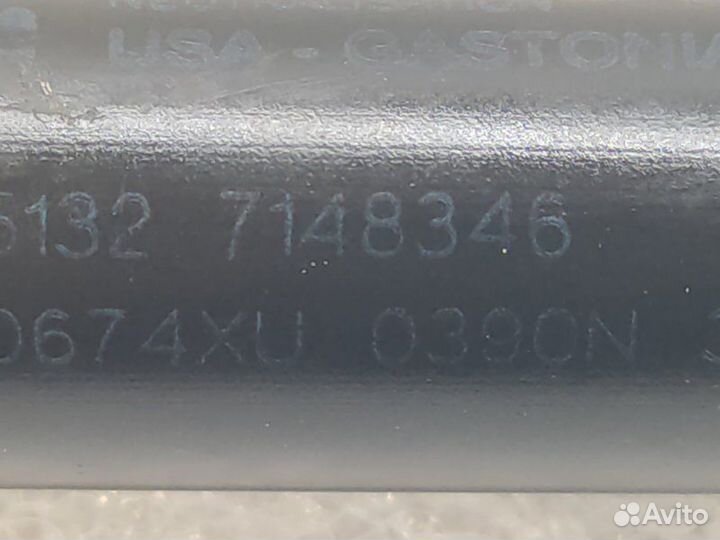 USA - GASTONIA
5132 7148346
0674XU 0390N
Avito